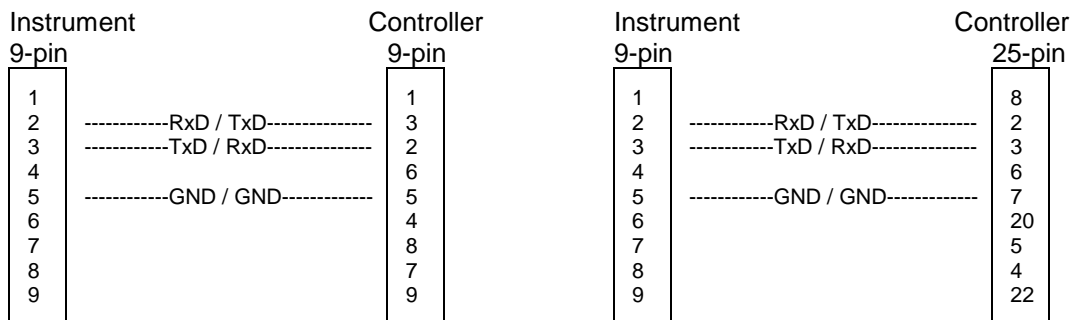 Instrument Controller Instrument Controller
9-pin 9-pin 9-pin 25-pin
1 1 1 8
2 -------------RxD / TxD---------------- 3 2 -------------RxD / TxD---------------- 2
3 -------------TxD / RxD---------------- 2 3 -------------TxD / RxD---------------- 3
4 6 4 6
5 -------------GND / GND-------------- 5 5 -------------GND / GND-------------- 7
6 4 6 20
7 8 7 5
8 7 8 4
9 9 9 22